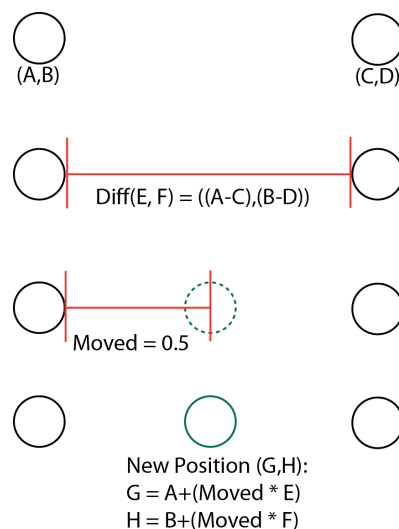 (A,B)
(C,D)
Diff(E, F) = ((A-C),(B-D))
Moved = 0.5
New Position (G,H):
G = A+(Moved * E)
H = B+(Moved * F)